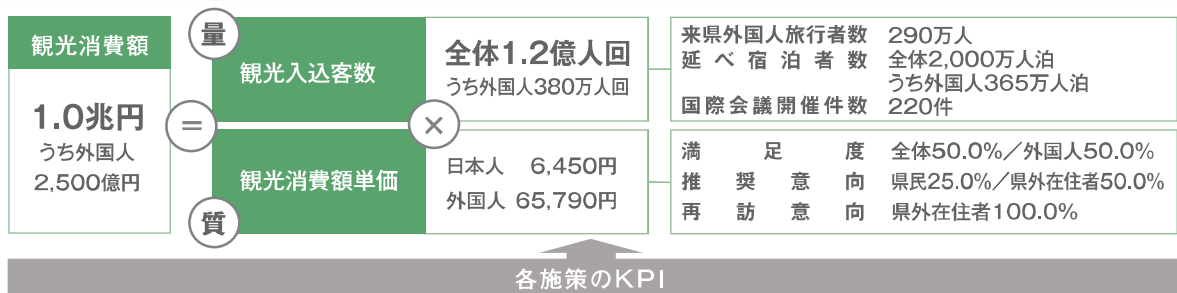 観光消費額
1.0兆円
うち外国人
2,500億円
＝
量
観光入込客数
全体1.2億人回
うち外国人380万人回
×
観光消費額単価
質
日本人 6,450円
外国人 65,790円
来県外国人旅行者数 290万人
延べ宿泊者数 全体2,000万人泊
うち外国人365万人泊
国際会議開催件数 220件
満足度 全体50.0%／外国人50.0%
推奨意向 県民25.0%／県外在住者50.0%
再訪意向 県外在住者100.0%
各施策のKPI